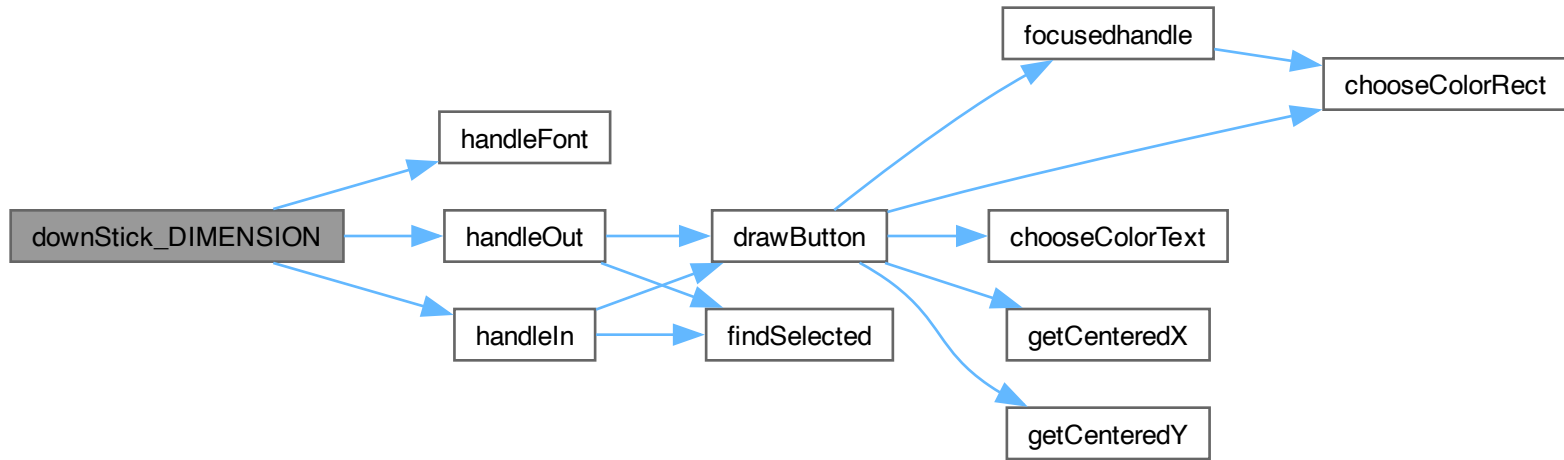 focusedhandle
chooseColorRect
handleFont
downStick_DIMENSION
handleOut
drawButton
chooseColorText
handleIn
findSelected
getCenteredX
getCenteredY